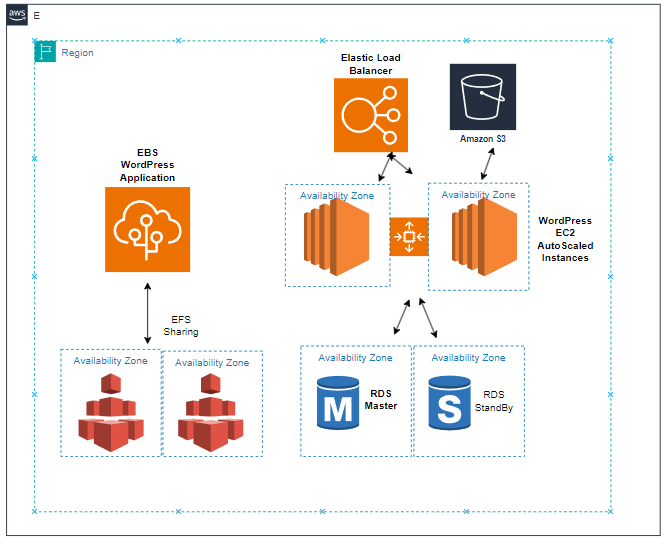 aws
E
Region
Elastic Load
Balancer
Amazon S3
EBS
WordPress
Application
Availability Zone
Availability Zone
WordPress
EC2
AutoScaled
Instances
EFS
Sharing
Availability Zone
Availability Zone
Availability Zone
Availability Zone
M
RDS
Master
S
RDS
StandBy